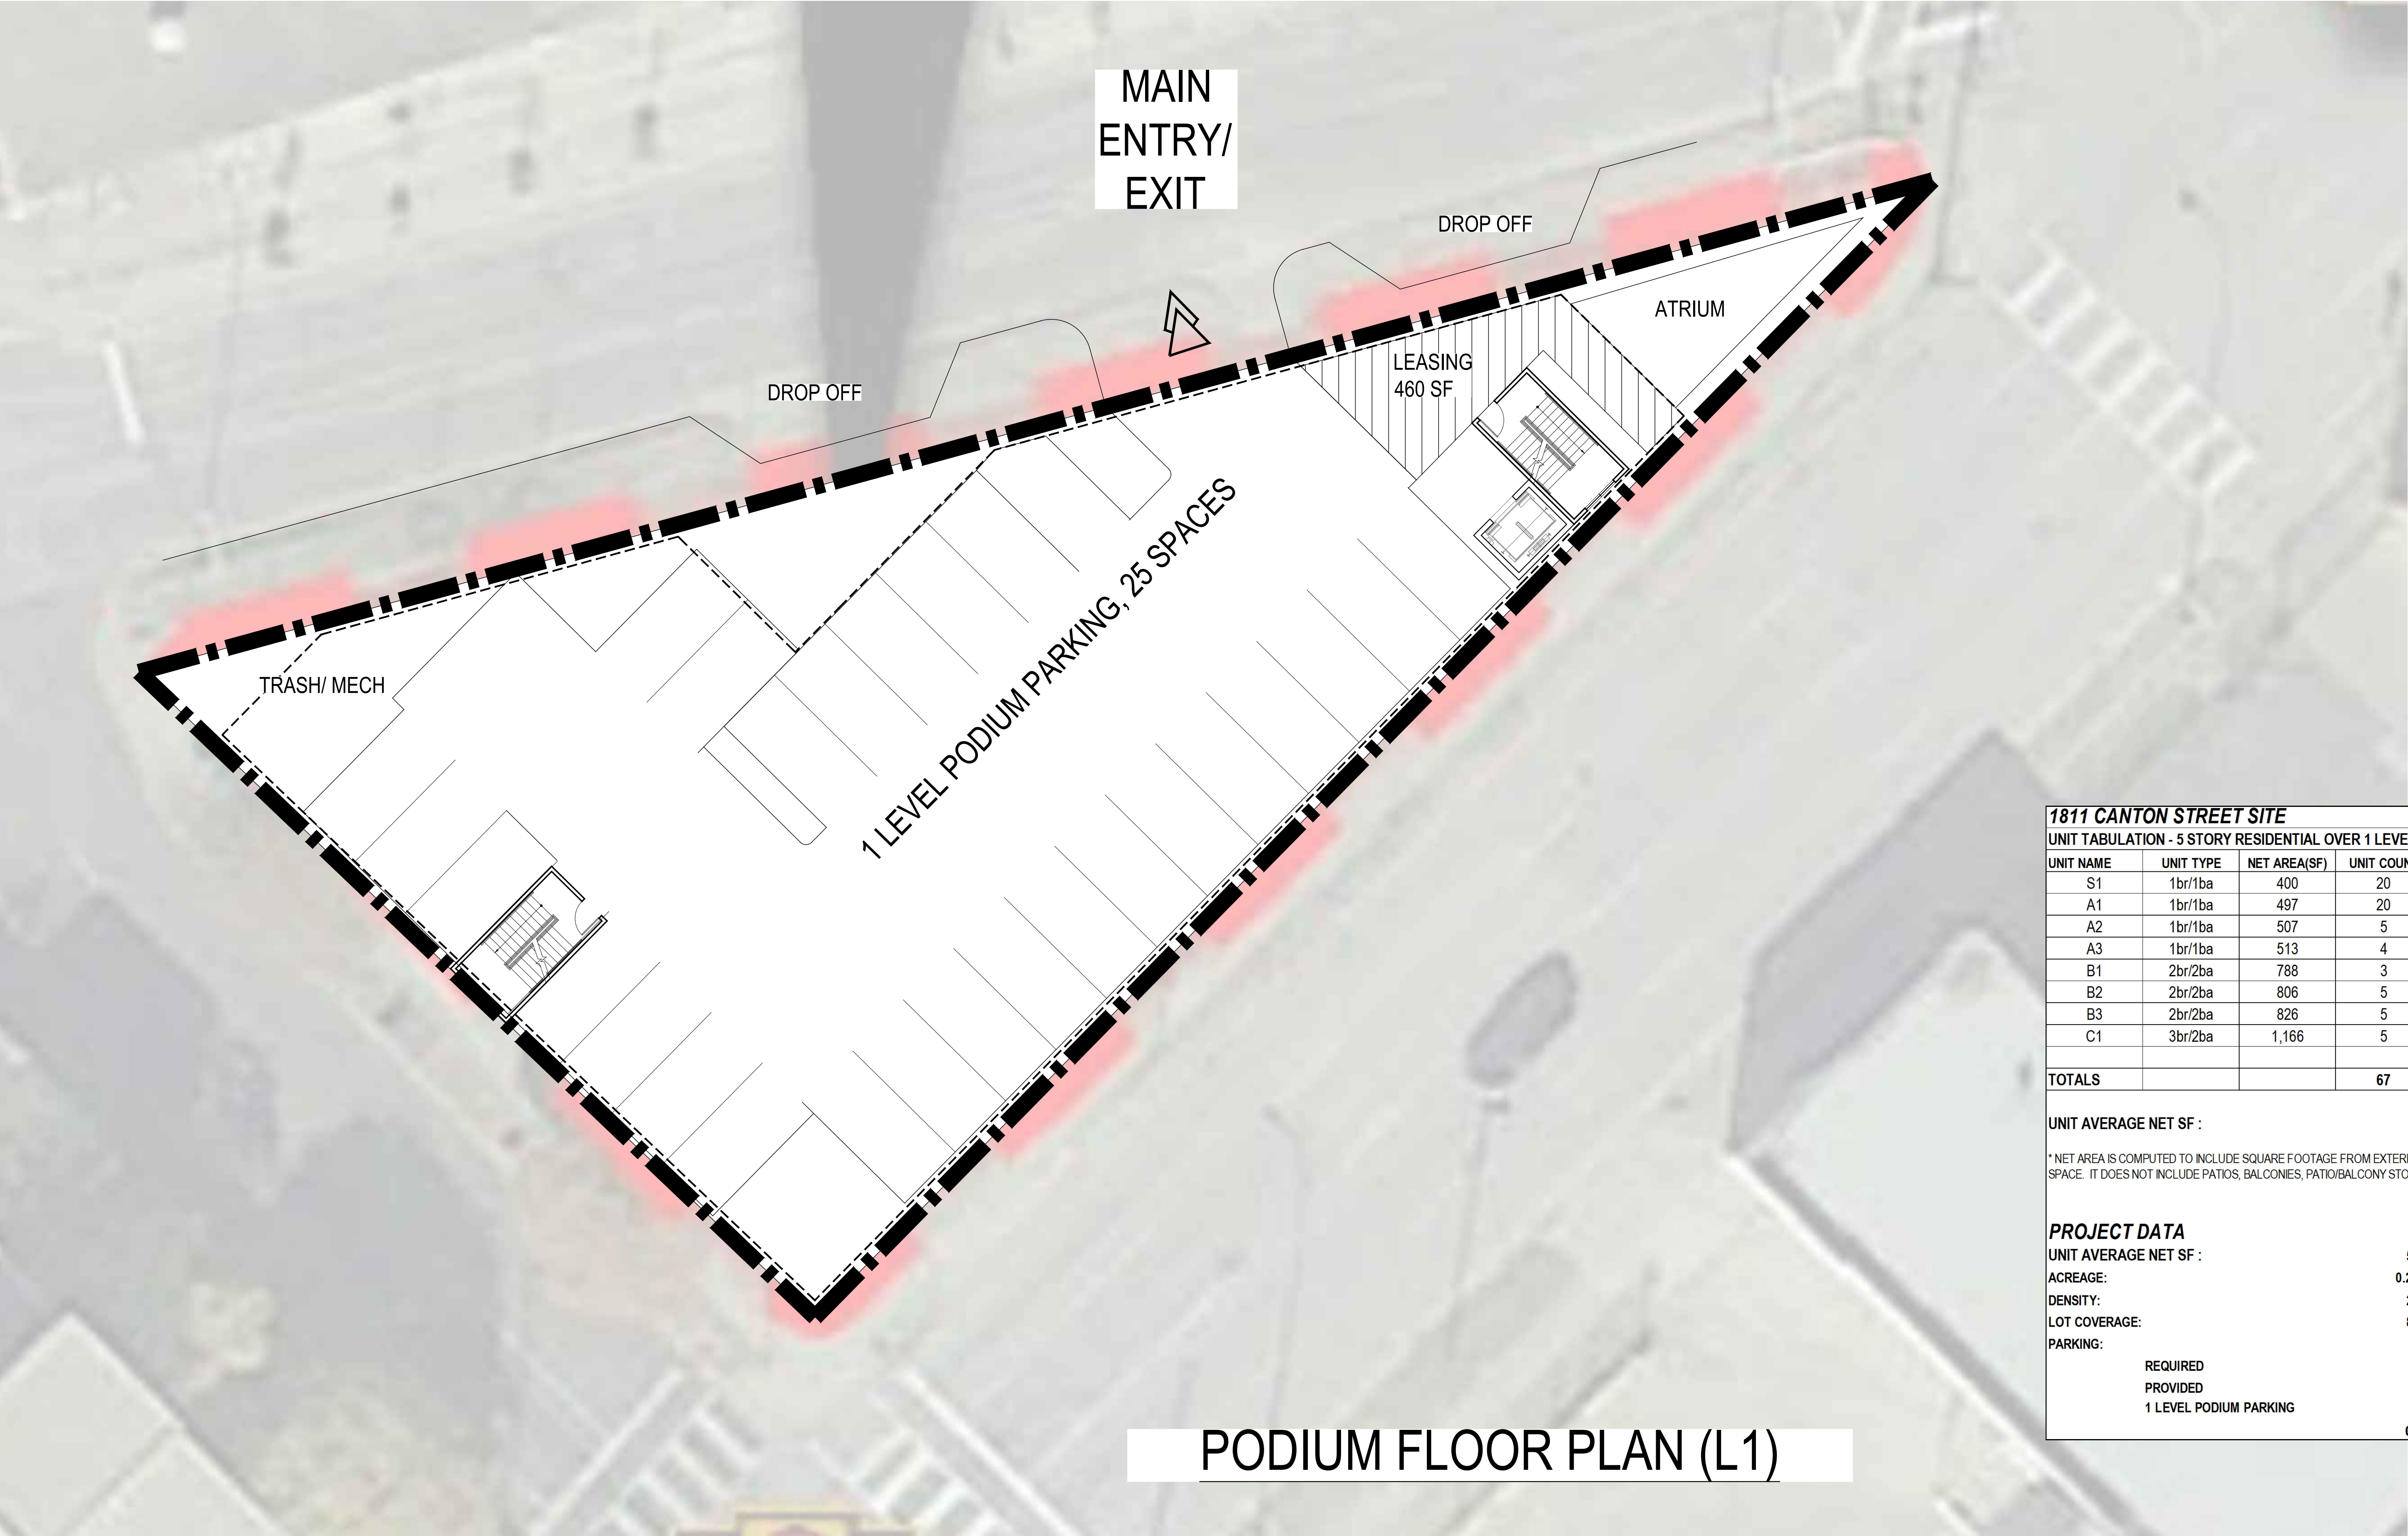 MAIN
ENTRY/
EXIT
DROP OFF
DROP OFF
ATRIUM
LEASING
460 SF
1 LEVEL PODIUM PARKING, 25 SPACES
TRASH/ MECH
1811 CANTON STREET SITE
UNIT TABULATION - 5 STORY RESIDENTIAL OVER 1 LEVE
UNIT NAME UNIT TYPE NET AREA(SF) UNIT COUN
S1 1br/1ba 400 20
A1 1br/1ba 497 20
A2 1br/1ba 507 5
A3 1br/1ba 513 4
B1 2br/2ba 788 3
B2 2br/2ba 806 5
B3 2br/2ba 826 5
C1 3br/2ba 1,166 5
TOTALS 67
UNIT AVERAGE NET SF :
* NET AREA IS COMPUTED TO INCLUDE SQUARE FOOTAGE FROM EXTERI
SPACE. IT DOES NOT INCLUDE PATIOS, BALCONIES, PATIO/BALCONY STO
PROJECT DATA
UNIT AVERAGE NET SF :
ACREAGE: 0.2
DENSITY:
LOT COVERAGE:
PARKING:
REQUIRED
PROVIDED
1 LEVEL PODIUM PARKING
PODIUM FLOOR PLAN (L1)